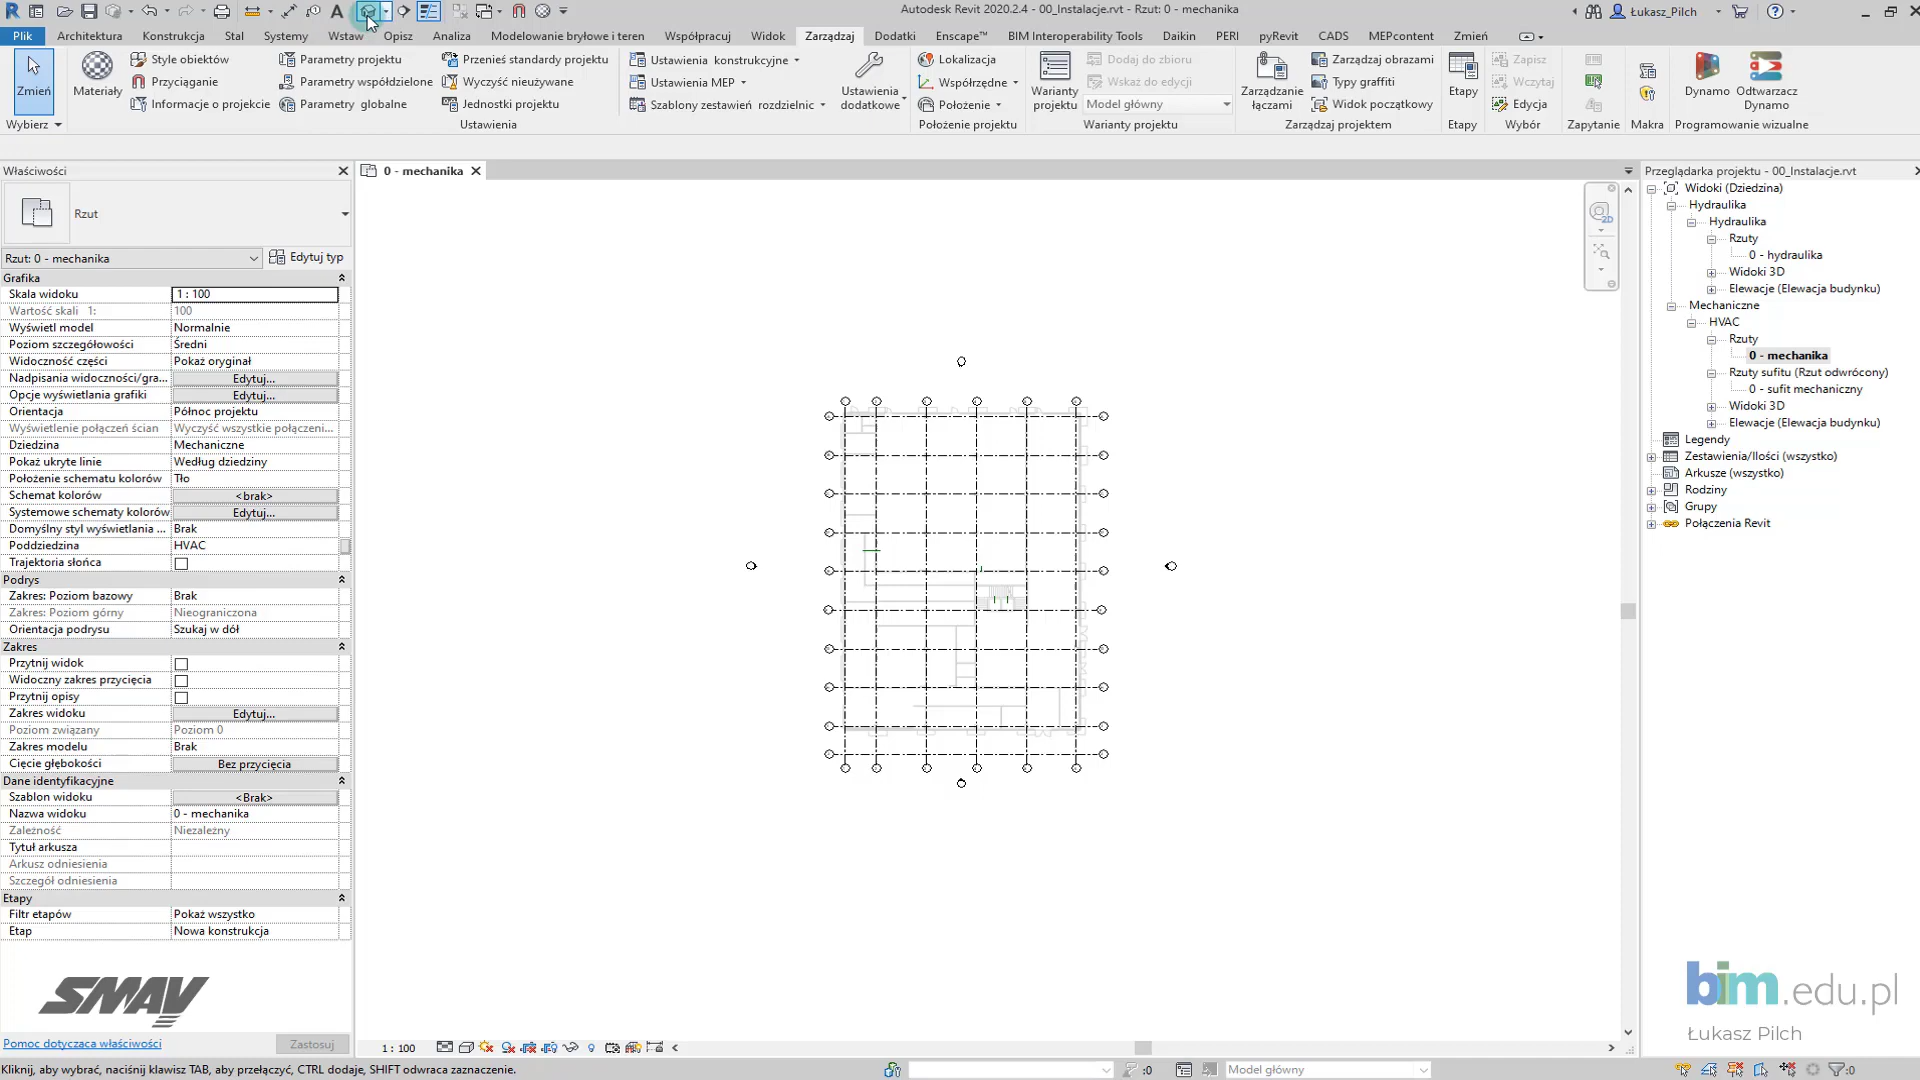 Autodesk Revit 2020.2.4 - 00_Instalacje.rvt - Rzut: 0 - mechanika
Łukasz_Pilch
Plik Architektura Konstrukcja Stal Systemy Wstaw Opisz Analiza Modelowanie bryłowe i teren Współpracuj Widok Zarządzaj Dodatki Enscape™ BIM Interoperability Tools Daikin PERI pyRevit CADS MEPcontent Zmień
Zmień
Wybierz
Materiały
Style obiektów
Przyciąganie
Informacje o projekcie
Parametry projektu
Parametry współdzielone
Parametry globalne
Przenieś standardy projektu
Wyczyść nieużywane
Jednostki projektu
Ustawienia konstrukcyjne
Ustawienia MEP
Szablony zestawień rozdzielnic
Ustawienia dodatkowe
Ustawienia
Lokalizacja
Współrzędne
Położenie
Położenie projektu
Warianty projektu
Dodaj do zbioru
Wskaż do edycji
Model główny
Warianty projektu
Zarządzanie łączami
Zarządzaj obrazami
Typy graffiti
Widok początkowy
Zarządzaj projektem
Etapy
Etapy
Zapisz
Wczytaj
Edycja
Wybór
Zapytanie
Makra
Dynamo
Odtwarzacz Dynamo
Programowanie wizualne
Właściwości
Rzut
Rzut: 0 - mechanika Edytuj typ
Grafika
Skala widoku 1 : 100
Wartość skali 1: 100
Wyświetl model Normalnie
Poziom szczegółowości Średni
Widoczność części Pokaż oryginał
Nadpisania widoczności/gra... Edytuj...
Opcje wyświetlania grafiki Edytuj...
Orientacja Północ projektu
Wyświetlenie połączeń ścian Wyczyść wszystkie połączeni...
Dziedzina Mechaniczne
Pokaż ukryte linie Według dziedziny
Położenie schematu kolorów Tło
Schemat kolorów <brak>
Systemowe schematy kolorów Edytuj...
Domyślny styl wyświetlania ... Brak
Poddziedzina HVAC
Trajektoria słońca
Podrys
Zakres: Poziom bazowy Brak
Zakres: Poziom górny Nieograniczona
Orientacja podrysu Szukaj w dół
Zakres
Przytnij widok
Widoczny zakres przycięcia
Przytnij opisy
Zakres widoku Edytuj...
Poziom związany Poziom 0
Zakres modelu Brak
Cięcie głębokości Bez przycięcia
Dane identyfikacyjne
Szablon widoku <Brak>
Nazwa widoku 0 - mechanika
Zależność Niezależny
Tytuł arkusza
Arkusz odniesienia
Szczegół odniesienia
Etapy
Filtr etapów Pokaż wszystko
Etap Nowa konstrukcja
SMAY
Pomoc dotycząca właściwości Zastosuj
0 - mechanika
2D
1 : 100
Przeglądarka projektu - 00_Instalacje.rvt
Widoki (Dziedzina)
Hydraulika
Hydraulika
Rzuty
0 - hydraulika
Widoki 3D
Elewacje (Elewacja budynku)
Mechaniczne
HVAC
Rzuty
0 - mechanika
Rzuty sufitu (Rzut odwrócony)
0 - sufit mechaniczny
Widoki 3D
Elewacje (Elewacja budynku)
Legendy
Zestawienia/Ilości (wszystko)
Arkusze (wszystko)
Rodziny
Grupy
Połączenia Revit
bim.edu.pl
Łukasz Pilch
Kliknij, aby wybrać, naciśnij klawisz TAB, aby przełączyć, CTRL dodaje, SHIFT odwraca zaznaczenie.
:0
Model główny
:0